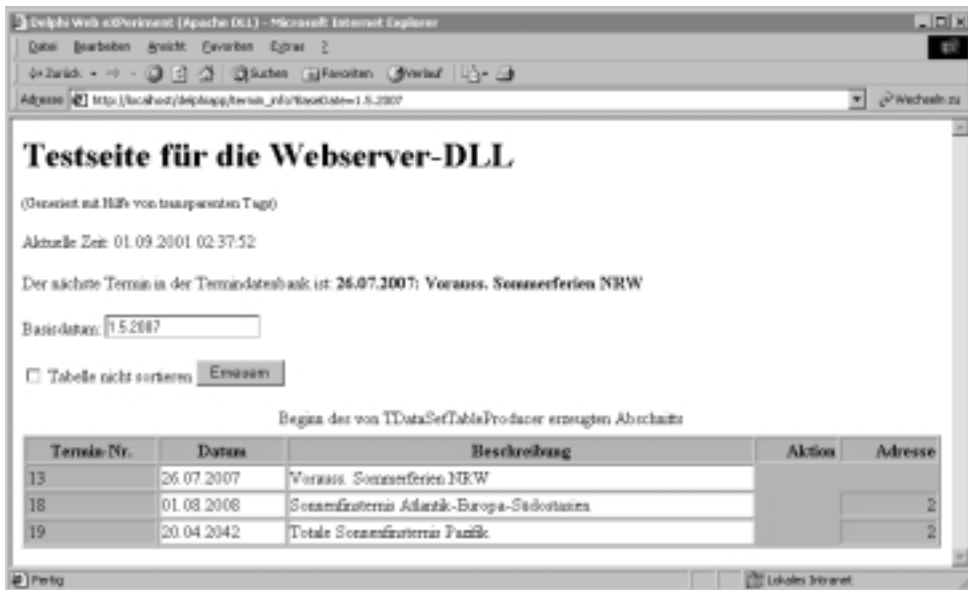 Delphi Web eXPeriment (Apache DLL) - Microsoft Internet Explorer
Datei Bearbeiten Ansicht Favoriten Extras ?
Zurück Suchen Favoriten Verlauf
Adresse http://localhost/delphiapp/termin_info?BaseDate=1.5.2007 Wechseln zu
Testseite für die Webserver-DLL
(Generiert mit Hilfe von transparenten Tags)
Aktuelle Zeit: 01.09.2001 02:37:52
Der nächste Termin in der Termindatenbank ist: 26.07.2007: Vorauss. Sommerferien NRW
Basisdatum: 1.5.2007
Tabelle nicht sortieren Erneuern
Beginn des von TDataSetTableProducer erzeugten Abschnitts
Termin-Nr. Datum Beschreibung Aktion Adresse
13 26.07.2007 Vorauss. Sommerferien NRW
18 01.08.2008 Sonnenfinsternis Atlantik-Europa-Südostasien 2
19 20.04.2042 Totale Sonnenfinsternis Pazifik 2
Fertig Lokales Intranet